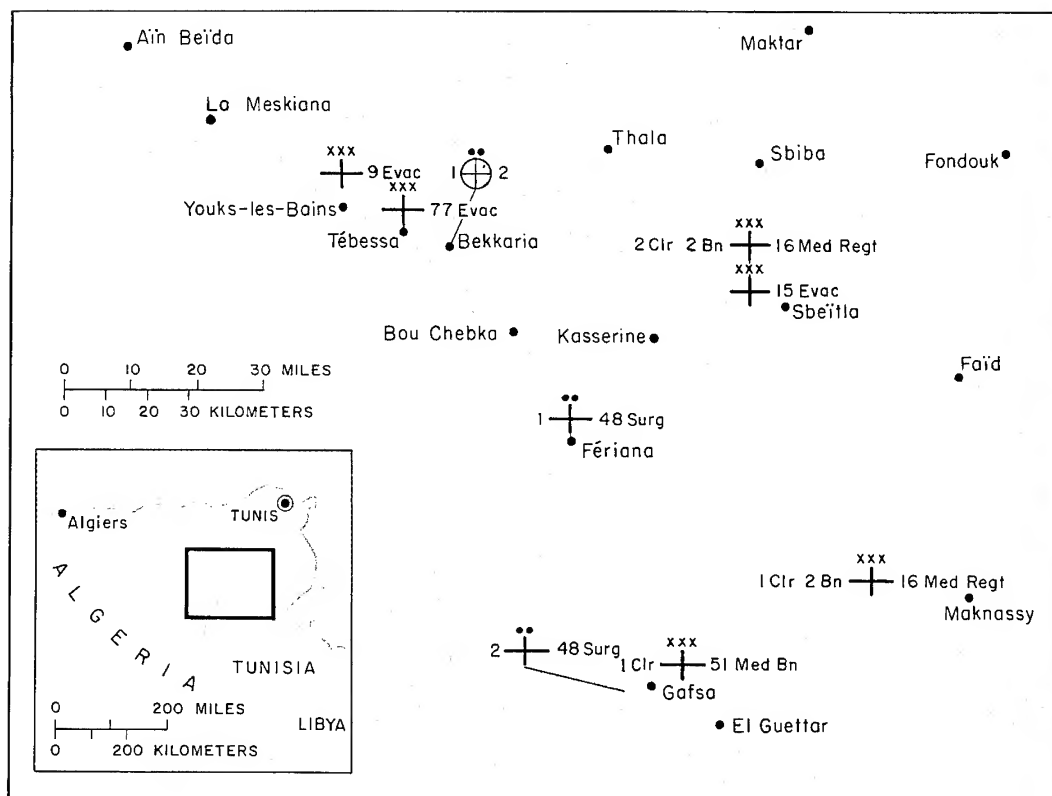 Aïn Beïda
Maktar
La Meskiana
Thala
Sbiba
Fondouk
xxx
9 Evac
1 2
xxx
Youks-les-Bains
77 Evac
Tébessa
Bekkaria
xxx
2 Clr 2 Bn 16 Med Regt
xxx
15 Evac
Sbeïtla
Bou Chebka
Kasserine
Faïd
0 10 20 30 MILES
0 10 20 30 KILOMETERS
1 48 Surg
Fériana
Algiers
TUNIS
ALGERIA
TUNISIA
LIBYA
0 200 MILES
0 200 KILOMETERS
xxx
1 Clr 2 Bn 16 Med Regt
Maknassy
2 48 Surg
xxx
1 Clr 51 Med Bn
Gafsa
El Guettar